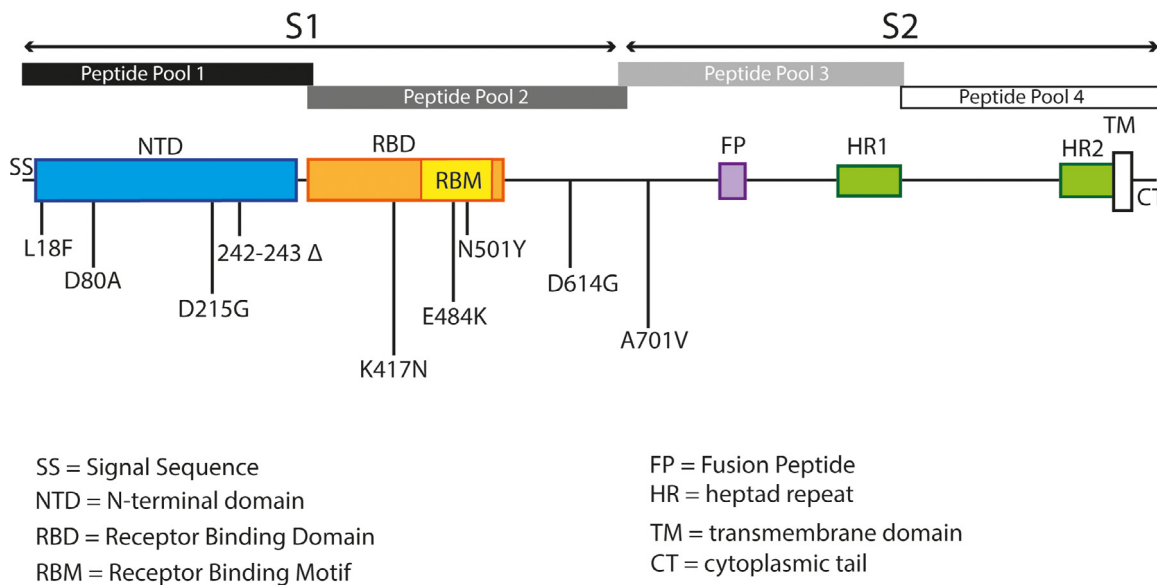 S1 S2
Peptide Pool 1 Peptide Pool 3
Peptide Pool 2 Peptide Pool 4
TM
NTD RBD FP HR1 HR2
SS
RBM
CT
L18F 242-243 Δ N501Y
D80A D614G
D215G E484K
A701V
K417N
SS = Signal Sequence
NTD = N-terminal domain
RBD = Receptor Binding Domain
RBM = Receptor Binding Motif
FP = Fusion Peptide
HR = heptad repeat
TM = transmembrane domain
CT = cytoplasmic tail